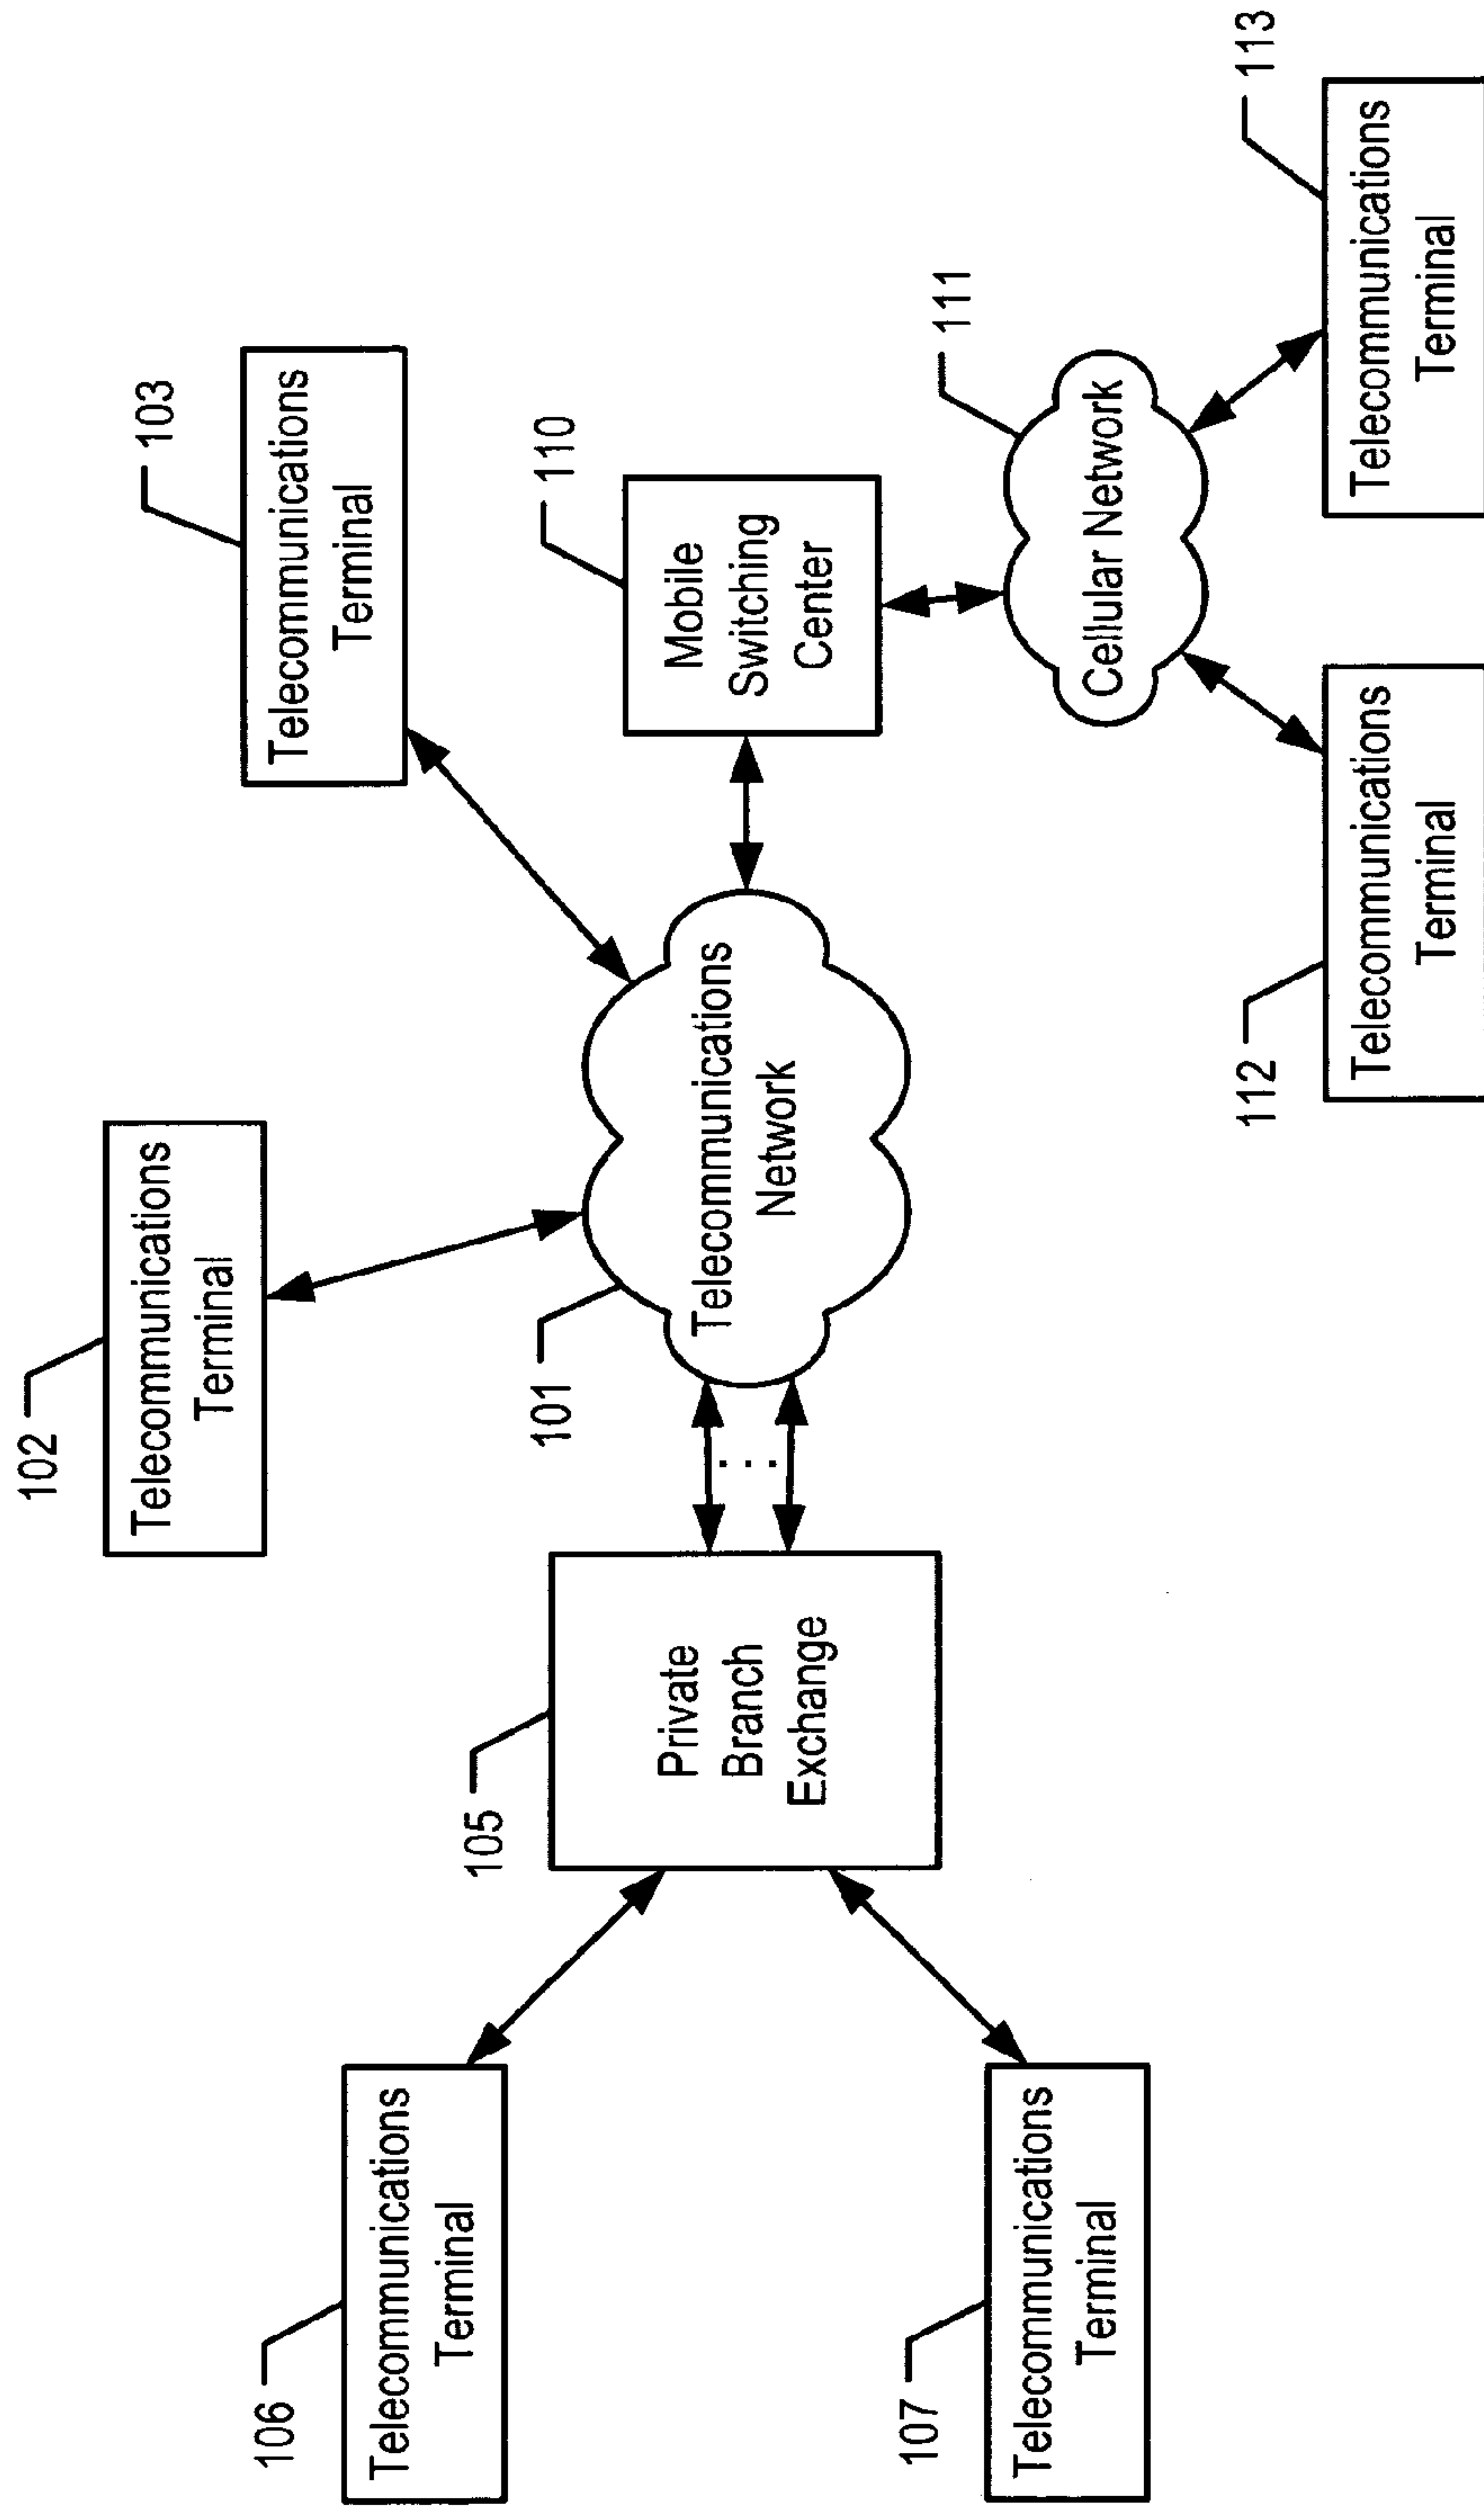 102
Telecommunications
Terminal
103
Telecommunications
Terminal
106
Telecommunications
Terminal
105
Private
Branch
Exchange
101
Telecommunications
Network
110
Mobile
Switching
Center
111
Cellular Network
107
Telecommunications
Terminal
112
Telecommunications
Terminal
113
Telecommunications
Terminal